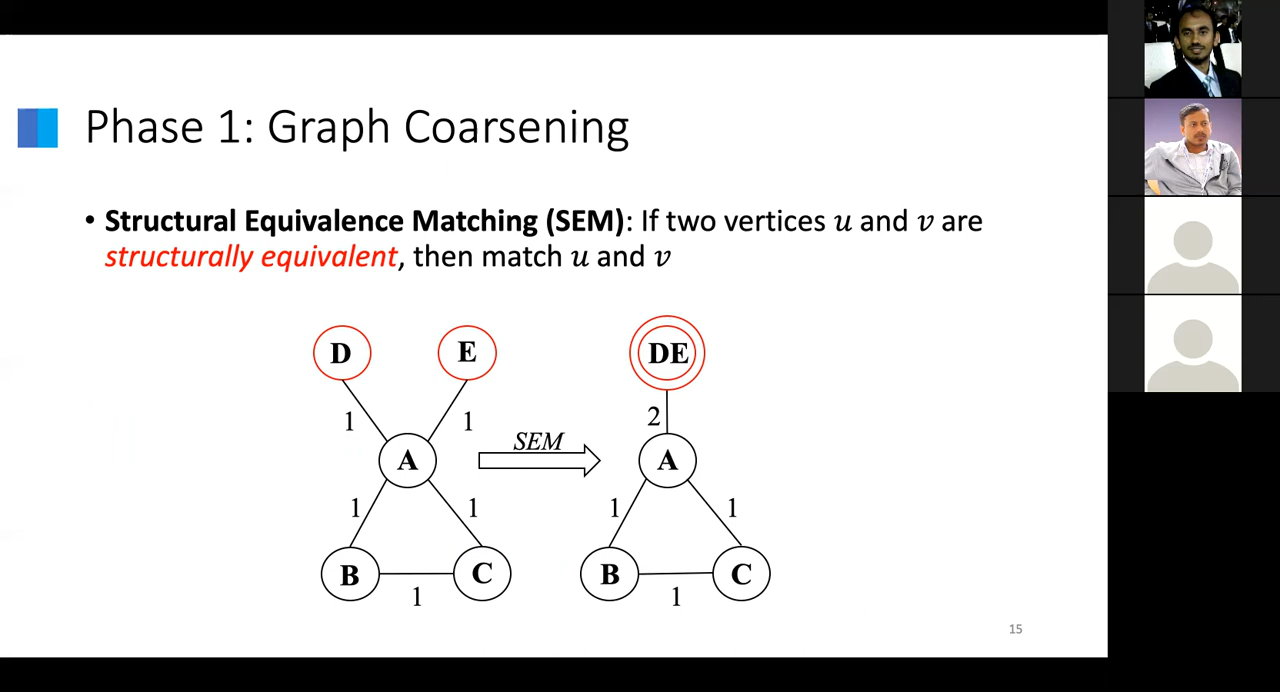 Phase 1: Graph Coarsening
• Structural Equivalence Matching (SEM): If two vertices u and v are
structurally equivalent, then match u and v
D E DE
1 1 2
SEM
A A
1 1 1 1
B C B C
1 1
15